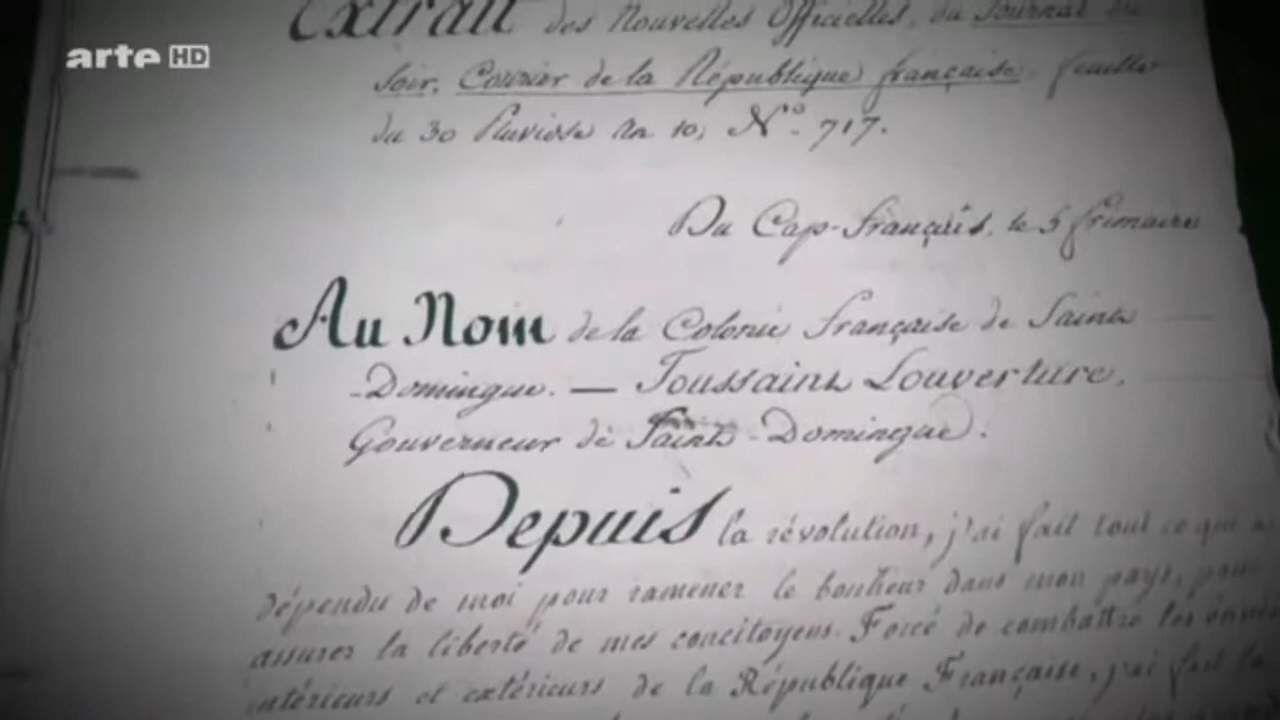 arte HD
Extrait des Nouvelles Officielles, du Journal du
Soir, Courier de la République française, feuille
du 30 Pluviose An 10, Nº. 717.
Du Cap-français, le 5 frimaire
Au Nom de la Colonie française de Saint
-Domingue. — Toussaint Louverture,
Gouverneur de Saint-Domingue.
Depuis la révolution, j'ai fait tout ce qui a
dépendu de moi pour ramener le bonheur dans mon pays, pour
assurer la liberté de mes concitoyens. Forcé de combattre les
intérieurs et extérieurs de la République Française, j'ai fait la